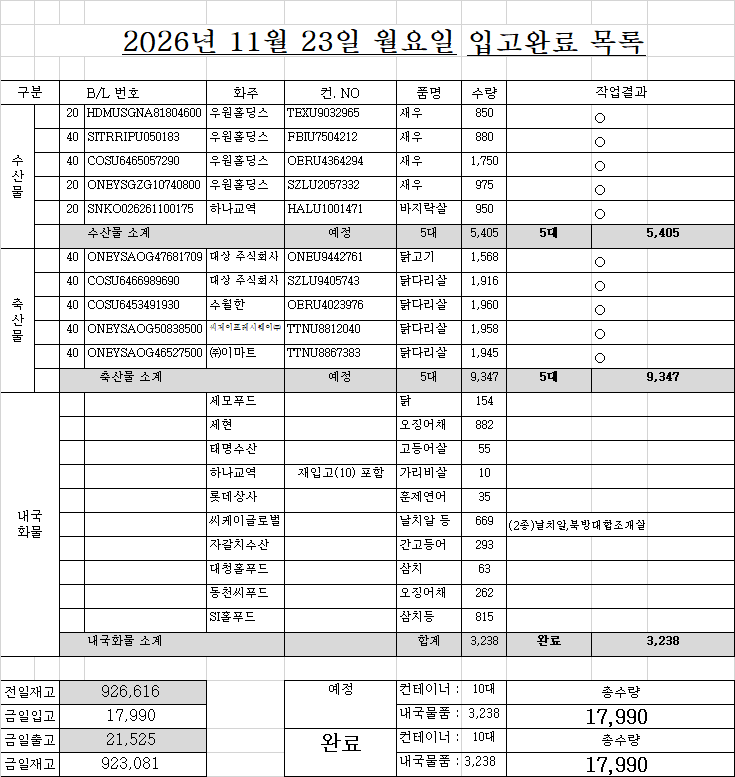 2026년 11월 23일 월요일 입고완료 목록
구분 B/L 번호 화주 컨. NO 품명 수량 작업결과
수산물
20 HDMUSGNA81804600 우원홀딩스 TEXU9032965 새우 850 ○
40 SITRRIPU050183 우원홀딩스 FBIU7504212 새우 880 ○
40 COSU6465057290 우원홀딩스 OERU4364294 새우 1,750 ○
20 ONEYSGZG10740800 우원홀딩스 SZLU2057332 새우 975 ○
20 SNKO026261100175 하나교역 HALU1001471 바지락살 950 ○
수산물 소계 예정 5대 5,405 5대 5,405
축산물
40 ONEYSAOG47681709 대상 주식회사 ONEU9442761 닭고기 1,568 ○
40 COSU6466989690 대상 주식회사 SZLU9405743 닭다리살 1,916 ○
40 COSU6453491930 수월한 OERU4023976 닭다리살 1,960 ○
40 ONEYSAOG50838500 씨제이프레시웨이㈜ TTNU8812040 닭다리살 1,958 ○
40 ONEYSAOG46527500 ㈜이마트 TTNU8867383 닭다리살 1,945 ○
축산물 소계 예정 5대 9,347 5대 9,347
내국화물
세모푸드 닭 154
세현 오징어채 882
태명수산 고등어살 55
하나교역 재입고(10) 포함 가리비살 10
롯데상사 훈제연어 35
씨케이글로벌 날치알 등 669 (2종)날치알,북방대합조개살
자갈치수산 간고등어 293
대청홀푸드 삼치 63
동천씨푸드 오징어채 262
SI홀푸드 삼치등 815
내국화물 소계 합계 3,238 완료 3,238
전일재고 926,616 예정 컨테이너 : 10대 총수량
금일입고 17,990 내국물품 : 3,238 17,990
금일출고 21,525 완료 컨테이너 : 10대 총수량
금일재고 923,081 내국물품 : 3,238 17,990